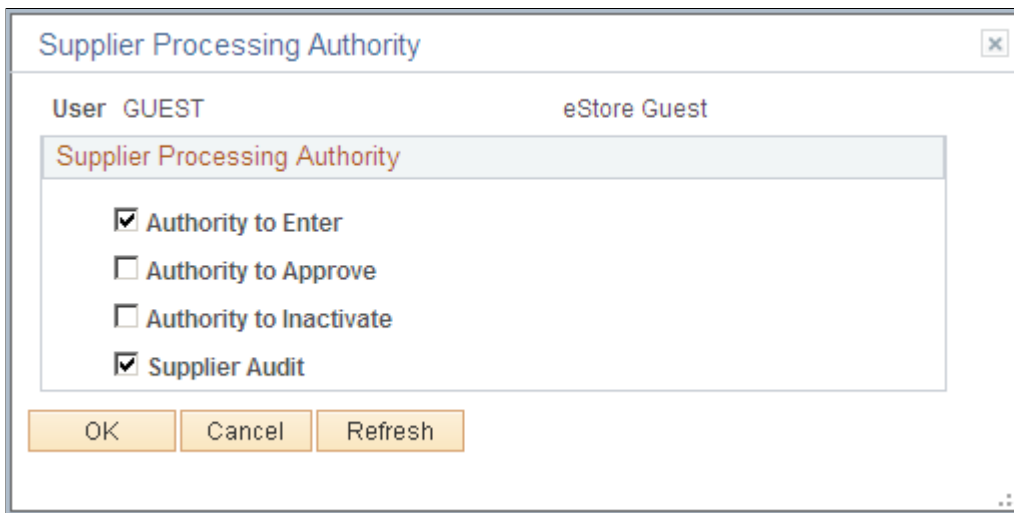 Supplier Processing Authority
User GUEST eStore Guest
Supplier Processing Authority
Authority to Enter
Authority to Approve
Authority to Inactivate
Supplier Audit
OK Cancel Refresh